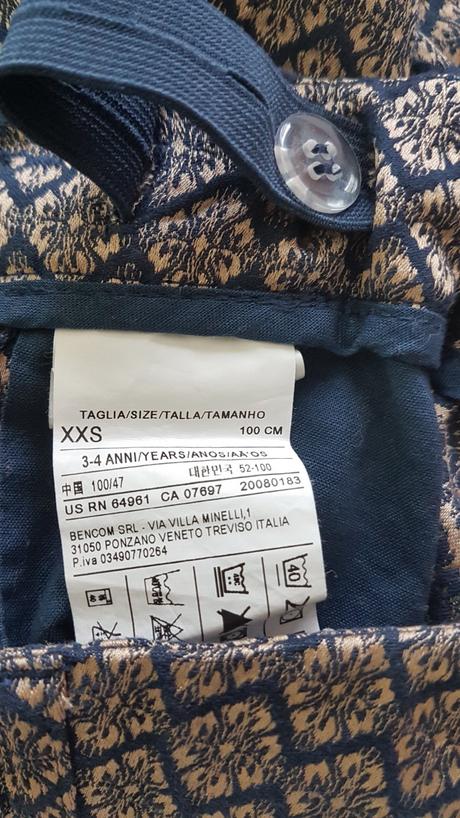 TAGLIA/SIZE/TALLA/TAMANHO
XXS 100 CM
3-4 ANNI/YEARS/AÑOS/
中国 100/47 대한민국 52-100
US RN 64961 CA 07697 20080183
BENCOM SRL - VIA VILLA MINELLI,1
31050 PONZANO VENETO TREVISO ITALIA
P.iva 03490770264
40